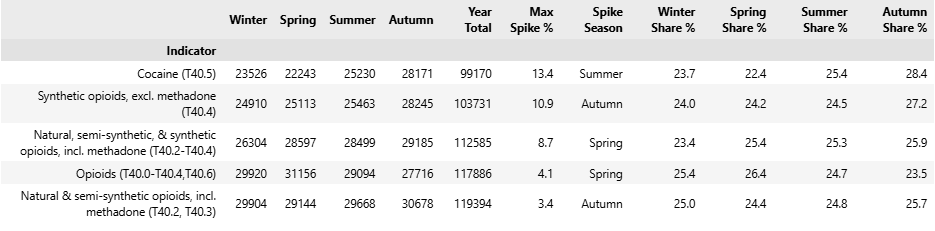 Winter Spring Summer Autumn Year Total Max Spike % Spike Season Winter Share % Spring Share % Summer Share % Autumn Share %
Indicator
Cocaine (T40.5) 23526 22243 25230 28171 99170 13.4 Summer 23.7 22.4 25.4 28.4
Synthetic opioids, excl. methadone (T40.4) 24910 25113 25463 28245 103731 10.9 Autumn 24.0 24.2 24.5 27.2
Natural, semi-synthetic, & synthetic opioids, incl. methadone (T40.2-T40.4) 26304 28597 28499 29185 112585 8.7 Spring 23.4 25.4 25.3 25.9
Opioids (T40.0-T40.4,T40.6) 29920 31156 29094 27716 117886 4.1 Spring 25.4 26.4 24.7 23.5
Natural & semi-synthetic opioids, incl. methadone (T40.2, T40.3) 29904 29144 29668 30678 119394 3.4 Autumn 25.0 24.4 24.8 25.7